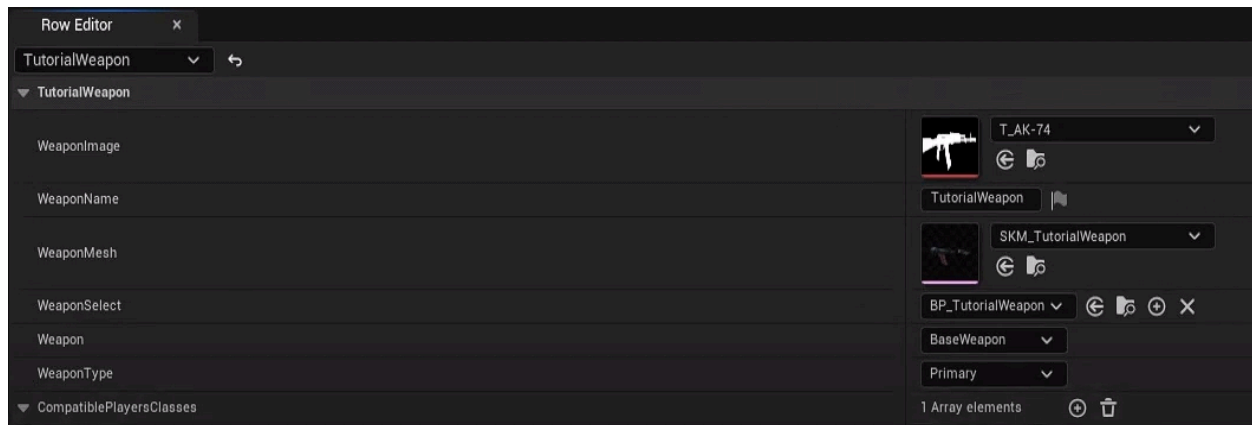 Row Editor
TutorialWeapon
TutorialWeapon
WeaponImage
T_AK-74
WeaponName
TutorialWeapon
WeaponMesh
SKM_TutorialWeapon
WeaponSelect
BP_TutorialWeapon
Weapon
BaseWeapon
WeaponType
Primary
CompatiblePlayersClasses
1 Array elements